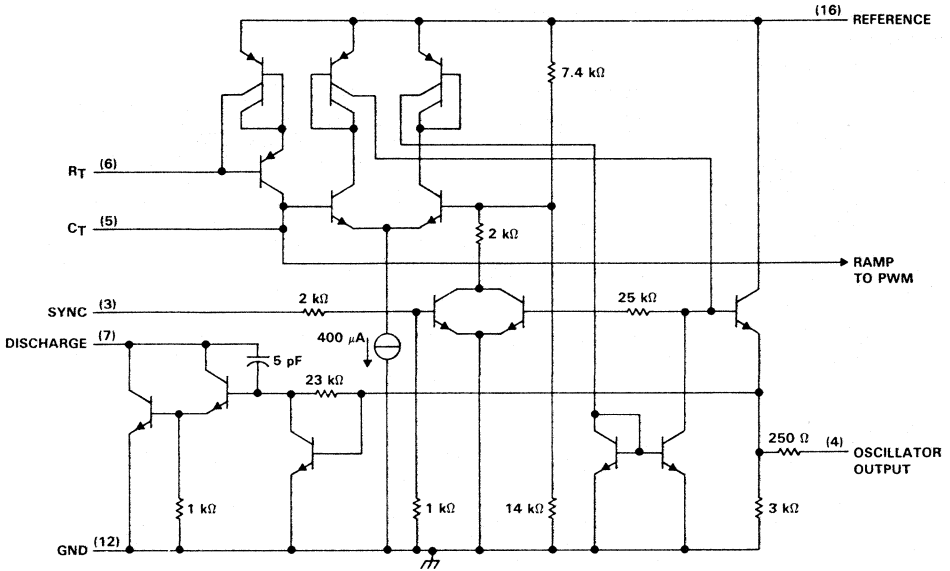 (16) REFERENCE
7.4 kΩ
RT (6)
CT (5)
2 kΩ
RAMP
TO PWM
SYNC (3)
2 kΩ
25 kΩ
DISCHARGE (7)
400 μA
5 pF
23 kΩ
250 Ω (4) OSCILLATOR
OUTPUT
1 kΩ
1 kΩ
14 kΩ
3 kΩ
GND (12)